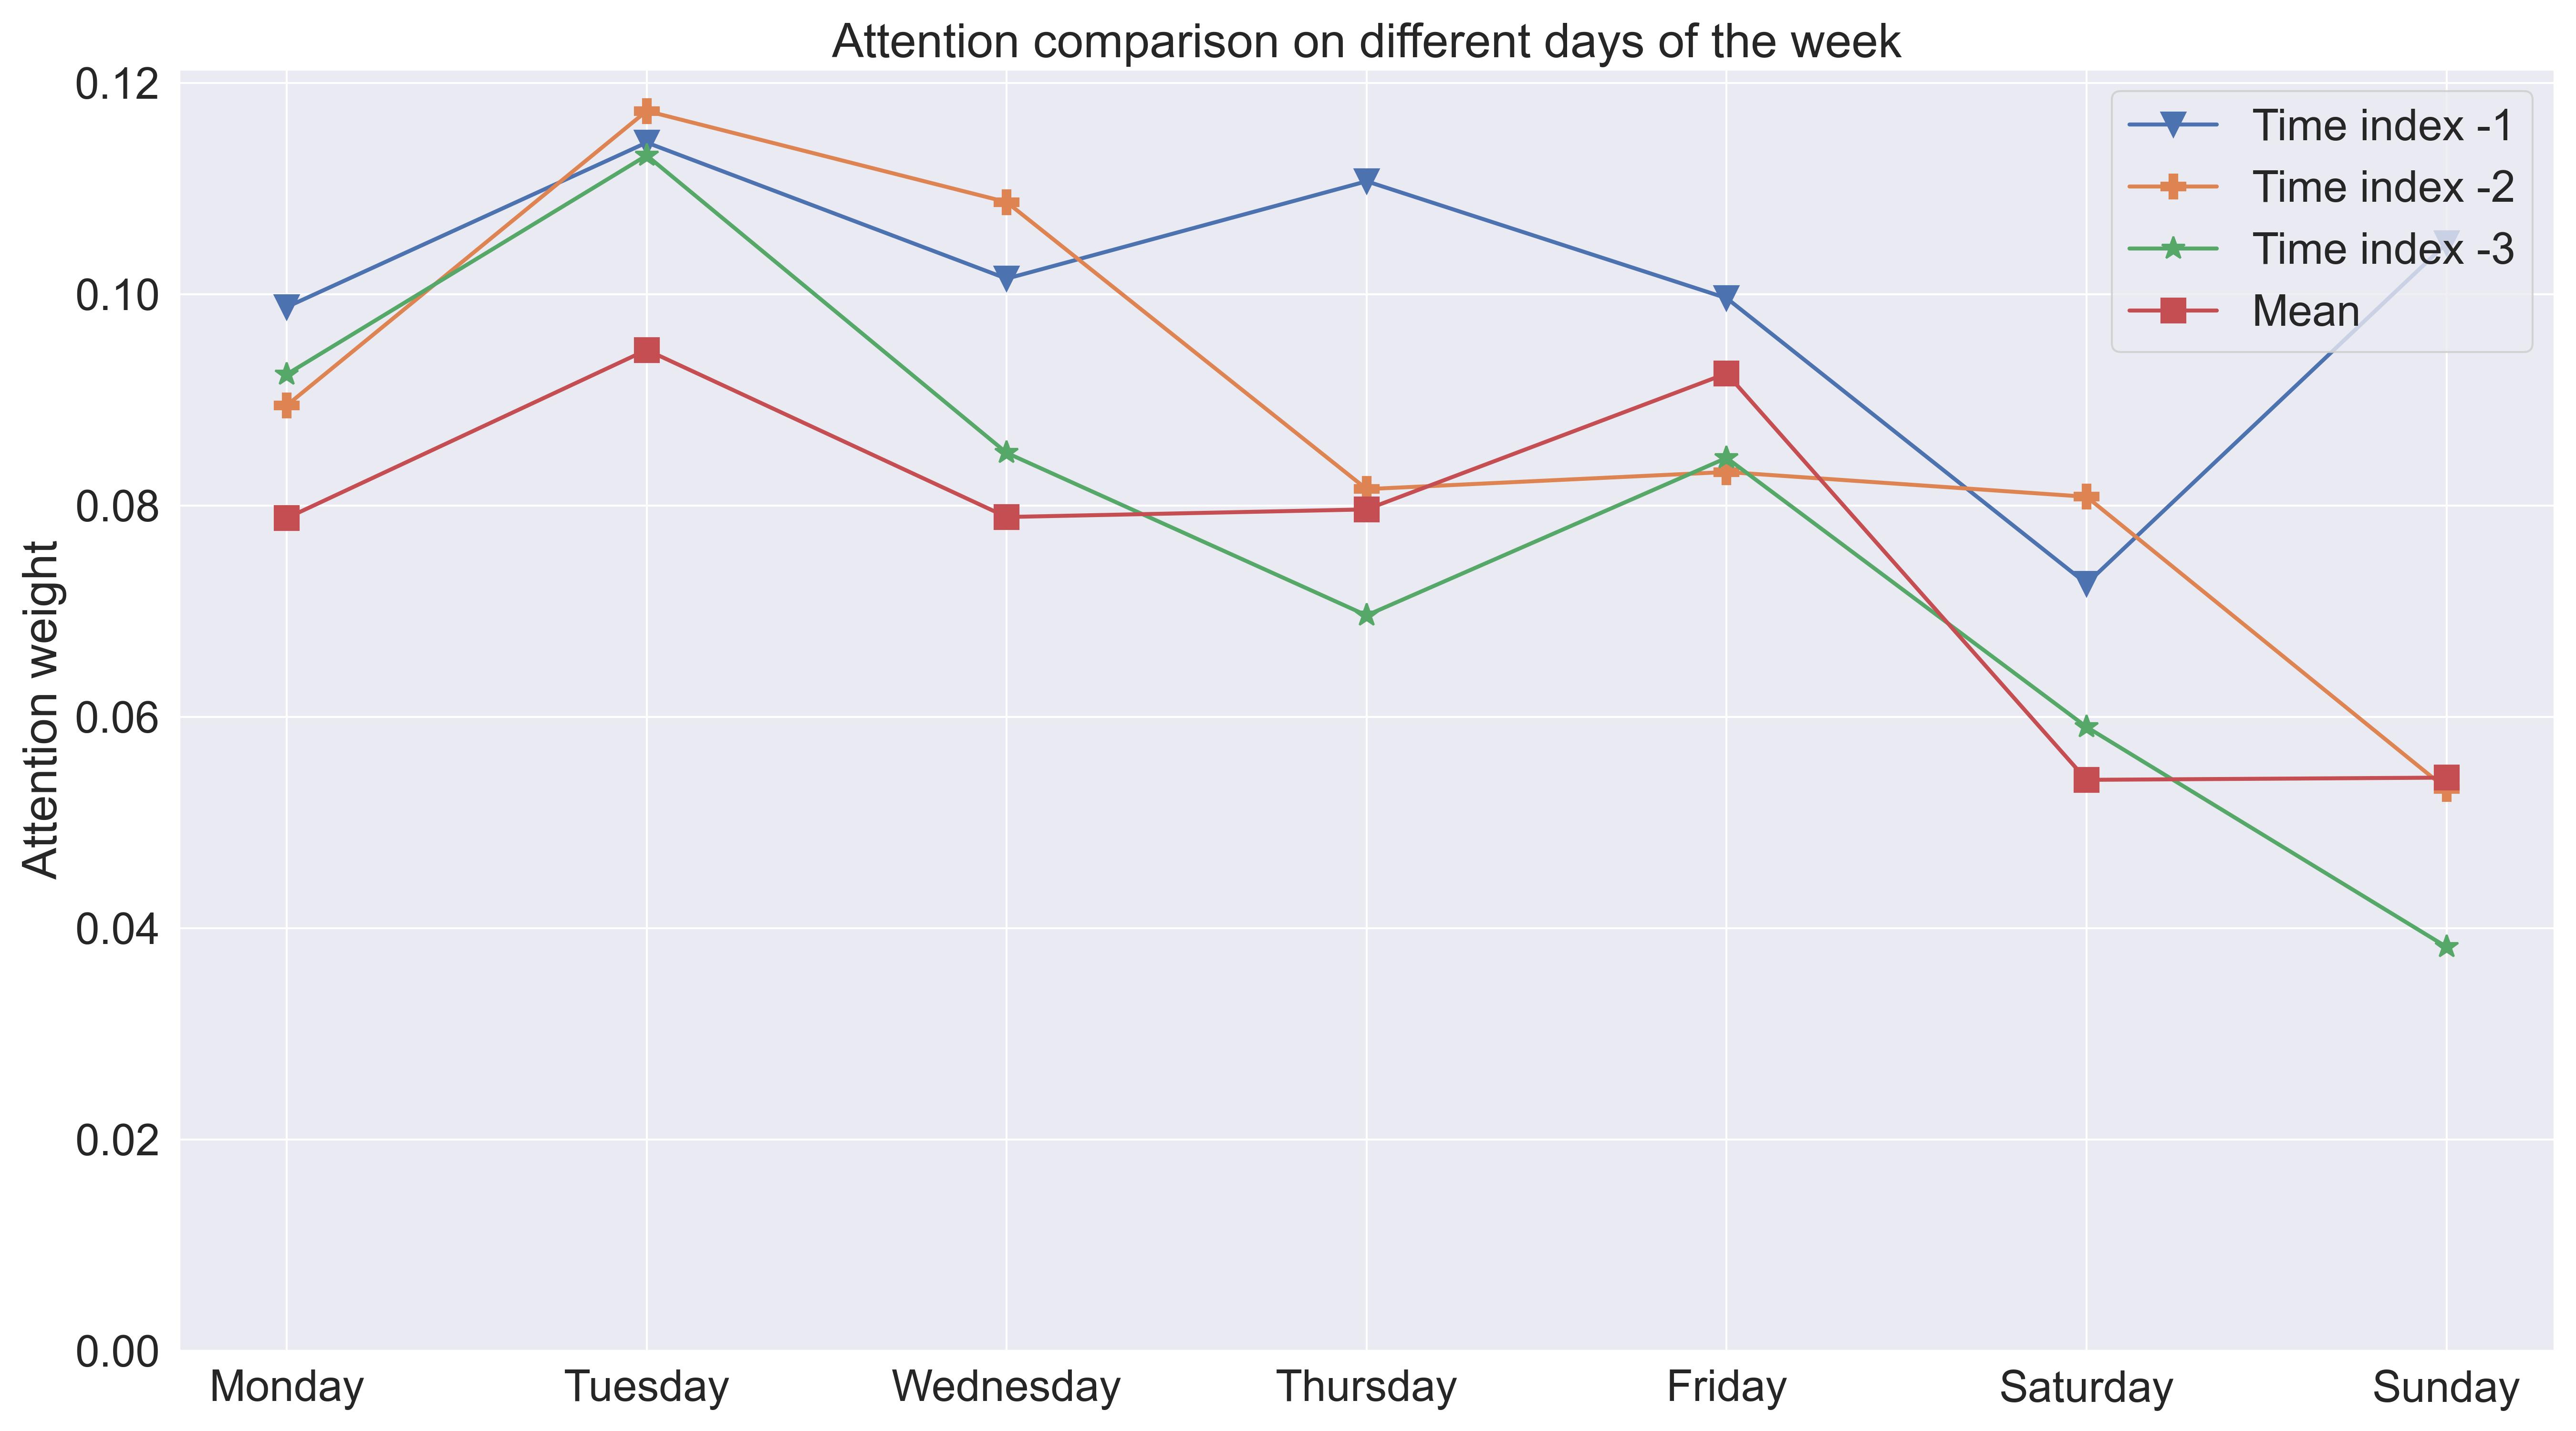 Attention comparison on different days of the week
0.12
0.10
0.08
0.06
0.04
0.02
0.00
Attention weight
Time index -1
Time index -2
Time index -3
Mean
Monday Tuesday Wednesday Thursday Friday Saturday Sunday